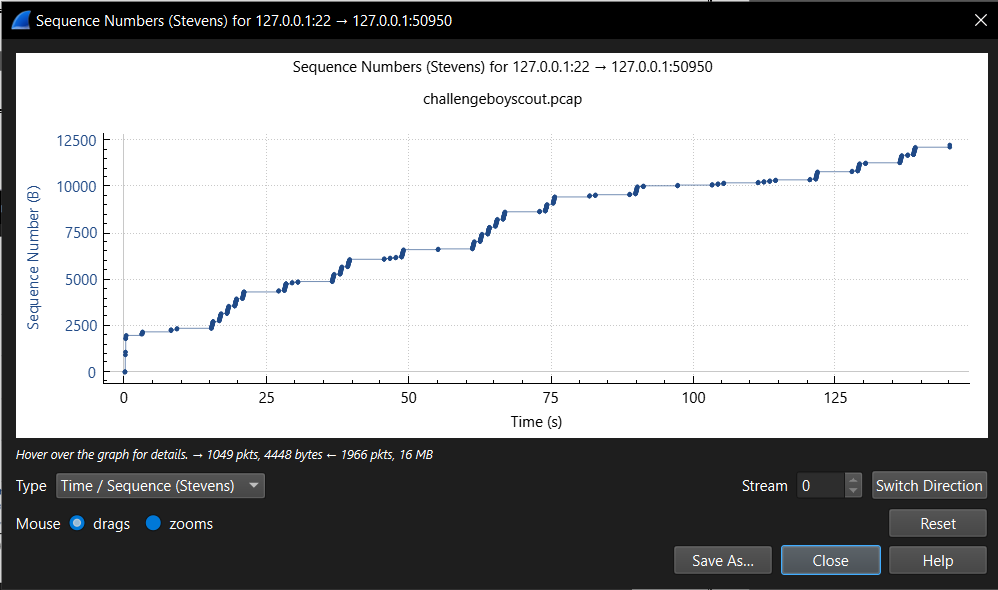 Sequence Numbers (Stevens) for 127.0.0.1:22 → 127.0.0.1:50950
Sequence Numbers (Stevens) for 127.0.0.1:22 → 127.0.0.1:50950
challengeboyscout.pcap
Sequence Number (B)
12500
10000
7500
5000
2500
0
0 25 50 75 100 125
Time (s)
Hover over the graph for details. → 1049 pkts, 4448 bytes ← 1966 pkts, 16 MB
Type Time / Sequence (Stevens) Stream 0 Switch Direction
Mouse drags zooms Reset
Save As... Close Help